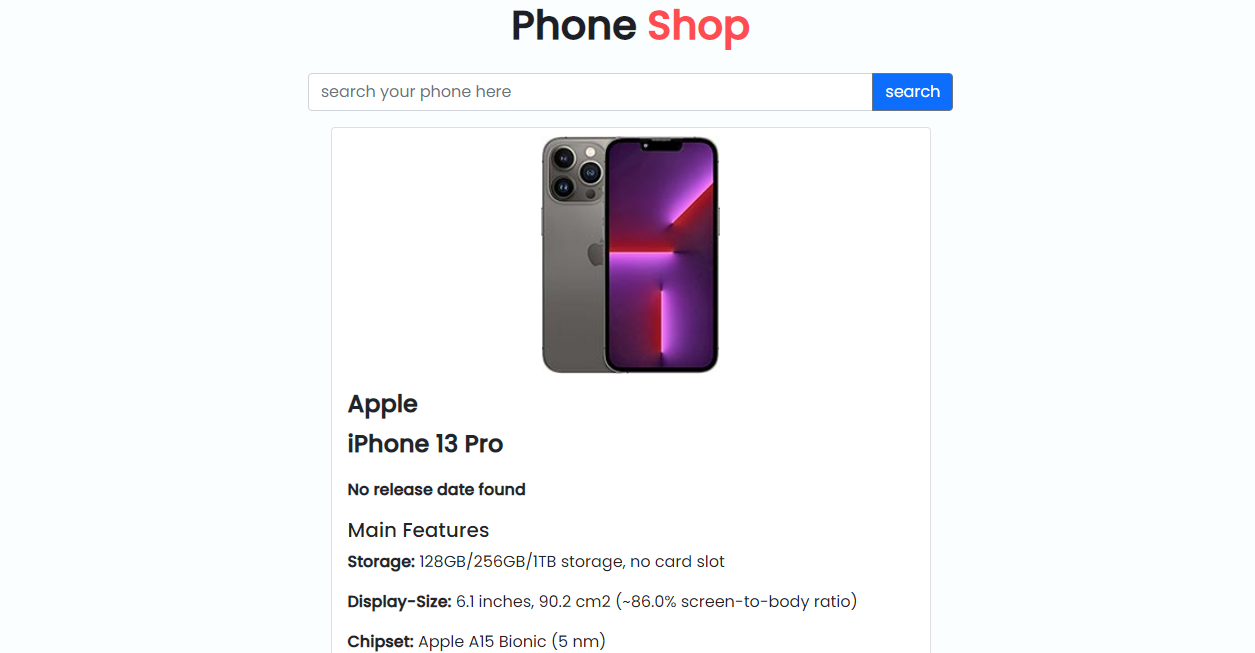 Phone Shop
search your phone here
search
Apple
iPhone 13 Pro
No release date found
Main Features
Storage: 128GB/256GB/1TB storage, no card slot
Display-Size: 6.1 inches, 90.2 cm2 (~86.0% screen-to-body ratio)
Chipset: Apple A15 Bionic (5 nm)